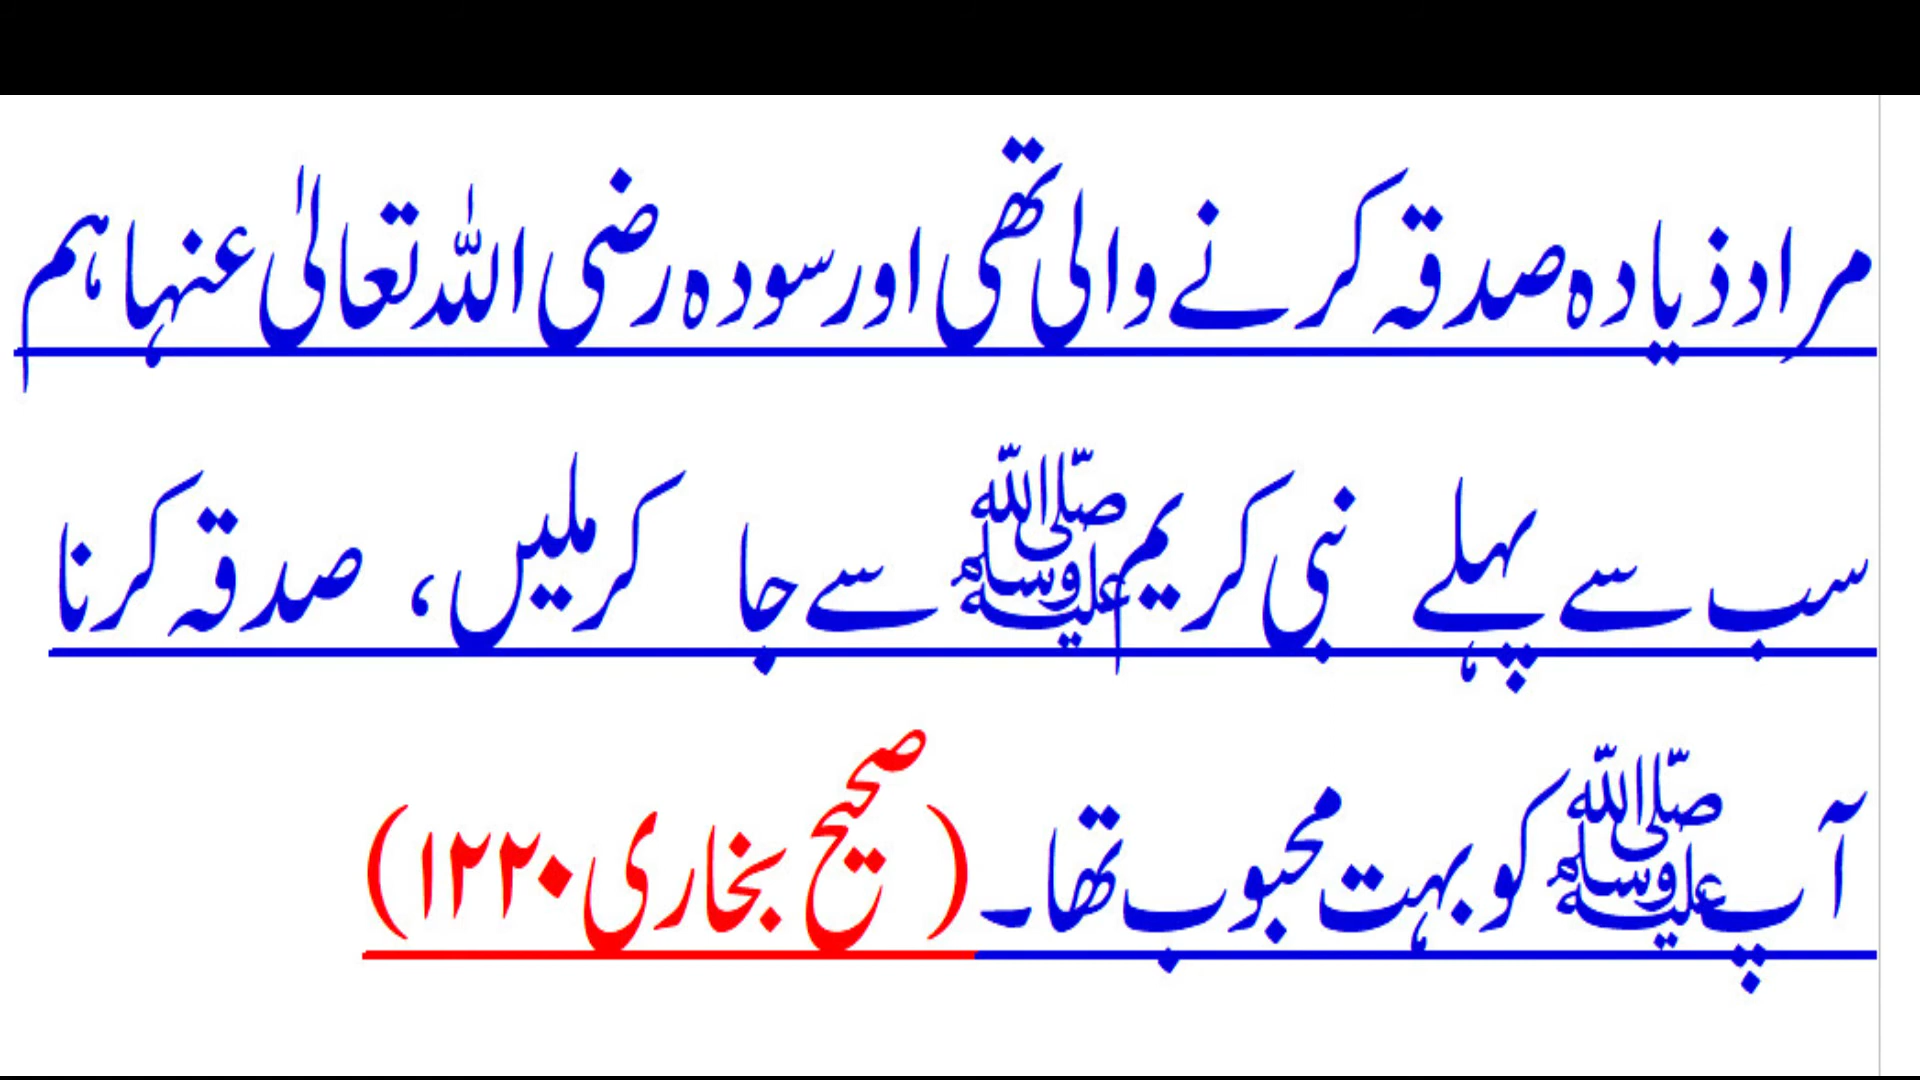 مراد ذیادہ صدقہ کرنے والی تھی اور سودہ رضی اللہ تعالیٰ عنہا ہم
سب سے پہلے نبی کریم ﷺ سے جا کر ملیں، صدقہ کرنا
آپ ﷺ کو بہت محبوب تھا۔ (صحیح بخاری ۱۲۲۰)